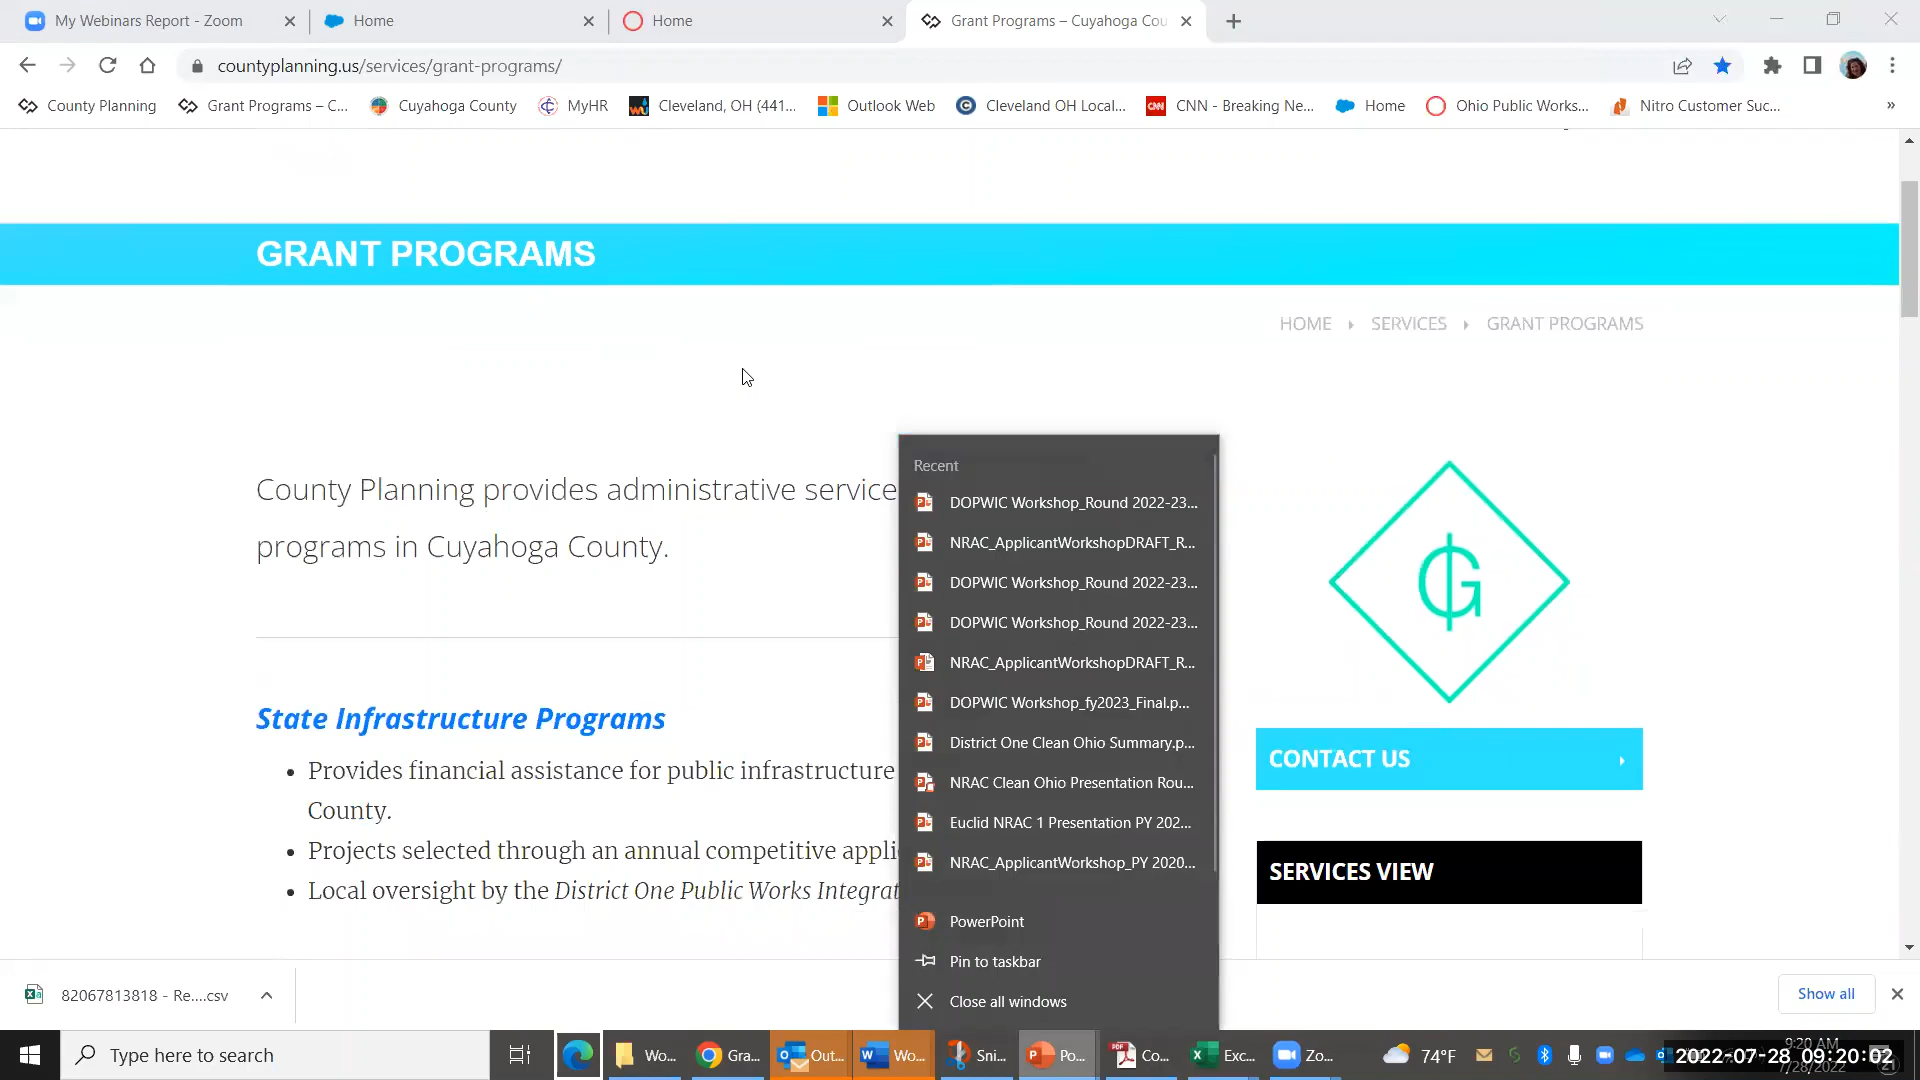 My Webinars Report - Zoom
Home
Home
Grant Programs – Cuyahoga Cou
countyplanning.us/services/grant-programs/
County Planning
Grant Programs – C...
Cuyahoga County
MyHR
Cleveland, OH (441...
Outlook Web
Cleveland OH Local...
CNN - Breaking Ne...
Home
Ohio Public Works...
Nitro Customer Suc...
»
GRANT PROGRAMS
HOME
SERVICES
GRANT PROGRAMS
County Planning provides administrative service
programs in Cuyahoga County.
State Infrastructure Programs
• Provides financial assistance for public infrastructure
County.
• Projects selected through an annual competitive appli
• Local oversight by the District One Public Works Integrat
Recent
DOPWIC Workshop_Round 2022-23...
NRAC_ApplicantWorkshopDRAFT_R...
DOPWIC Workshop_Round 2022-23...
DOPWIC Workshop_Round 2022-23...
NRAC_ApplicantWorkshopDRAFT_R...
DOPWIC Workshop_fy2023_Final.p...
District One Clean Ohio Summary.p...
NRAC Clean Ohio Presentation Rou...
Euclid NRAC 1 Presentation PY 202...
NRAC_ApplicantWorkshop_PY 2020...
PowerPoint
Pin to taskbar
Close all windows
G
CONTACT US
SERVICES VIEW
82067813818 - Re....csv
Show all
Type here to search
Wo...
Gra...
Out...
Wo...
Sni...
Po...
Co...
Exc...
Zo...
74°F
9:20 AM
2022-07-28 09:20:02
7/28/2022
21